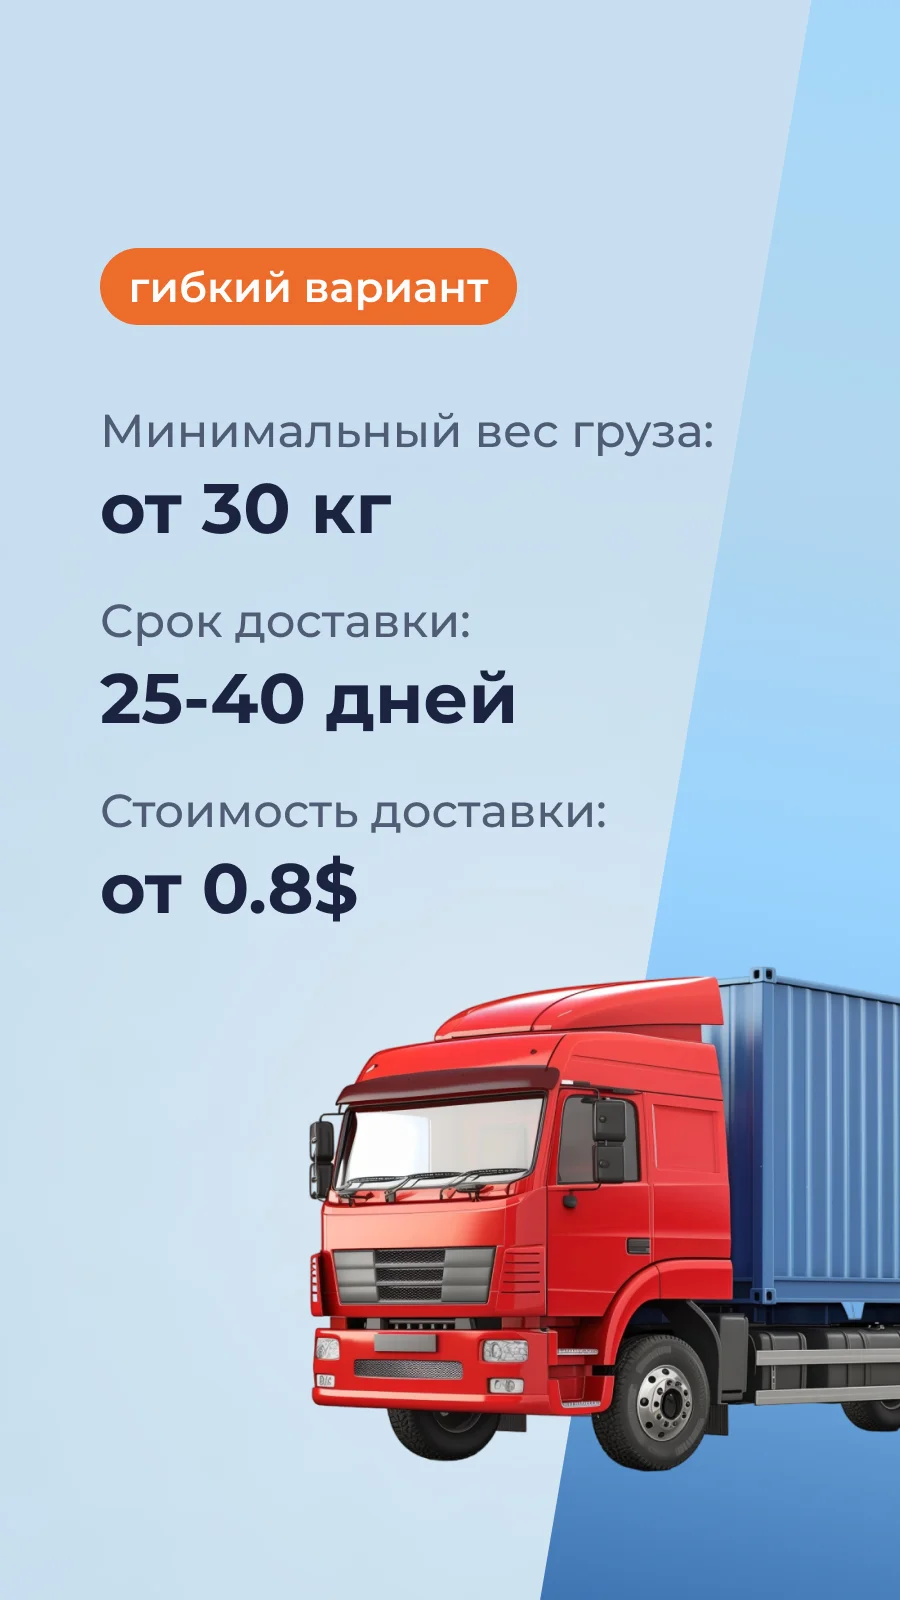 гибкий вариант
Минимальный вес груза:
от 30 кг
Срок доставки:
25-40 дней
Стоимость доставки:
от 0.8$